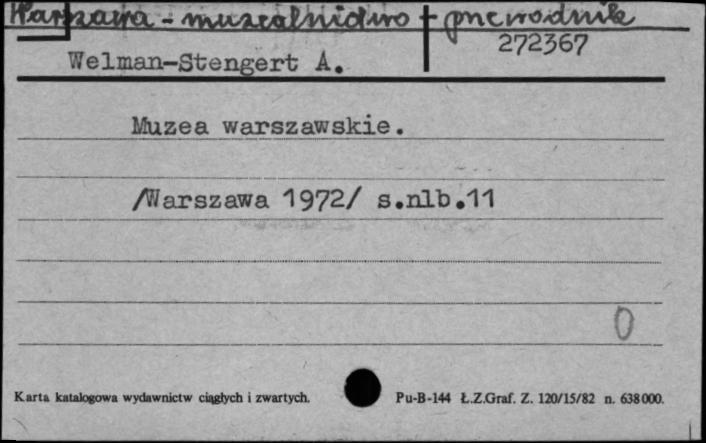 Warszawa - muzealnictwo - przewodnik
272367
Welman-Stengert A.
Muzea warszawskie.
/Warszawa 1972/ s.nlb.11
0
Karta katalogowa wydawnictw ciągłych i zwartych. Pu-B-144 Ł.Z.Graf. Z. 120/15/82 n. 638000.